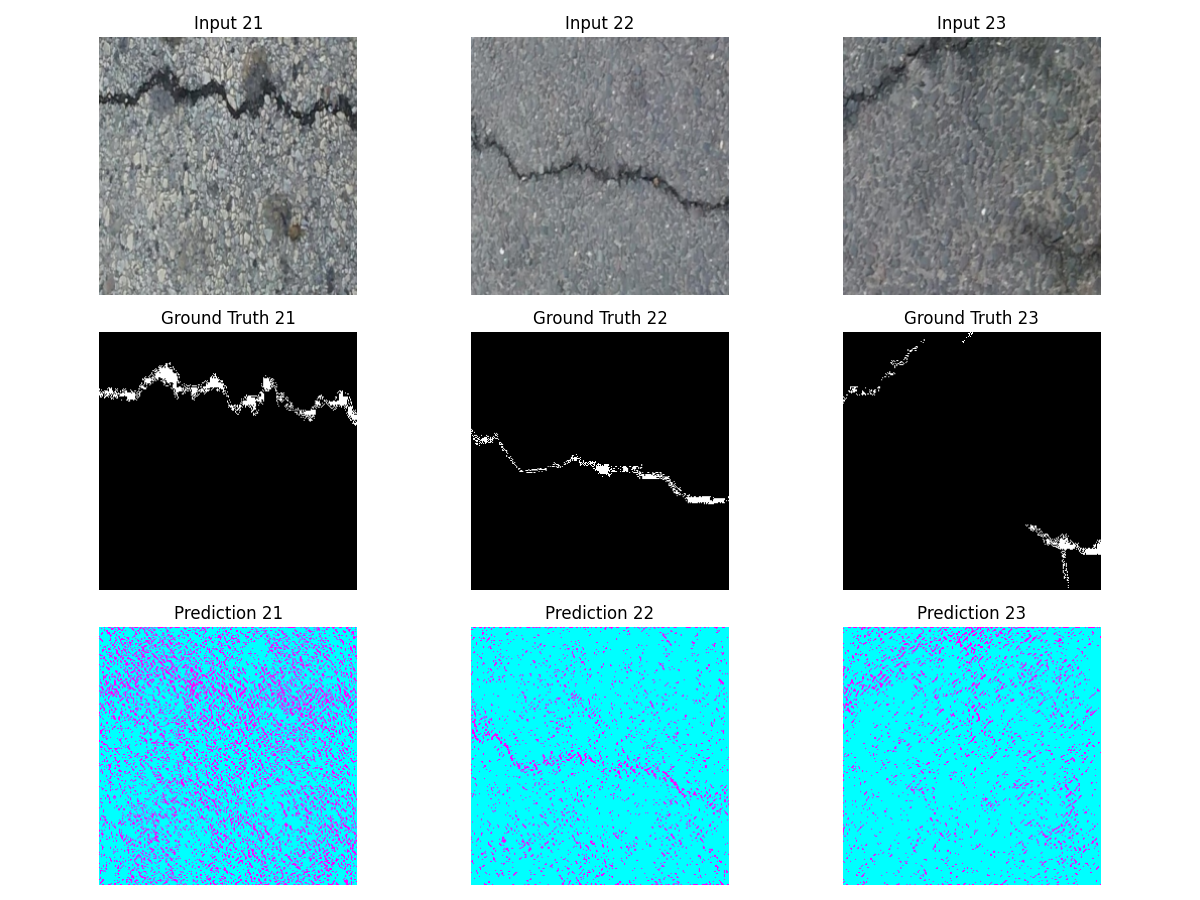 Input 21
Input 22
Input 23
Ground Truth 21
Ground Truth 22
Ground Truth 23
Prediction 21
Prediction 22
Prediction 23